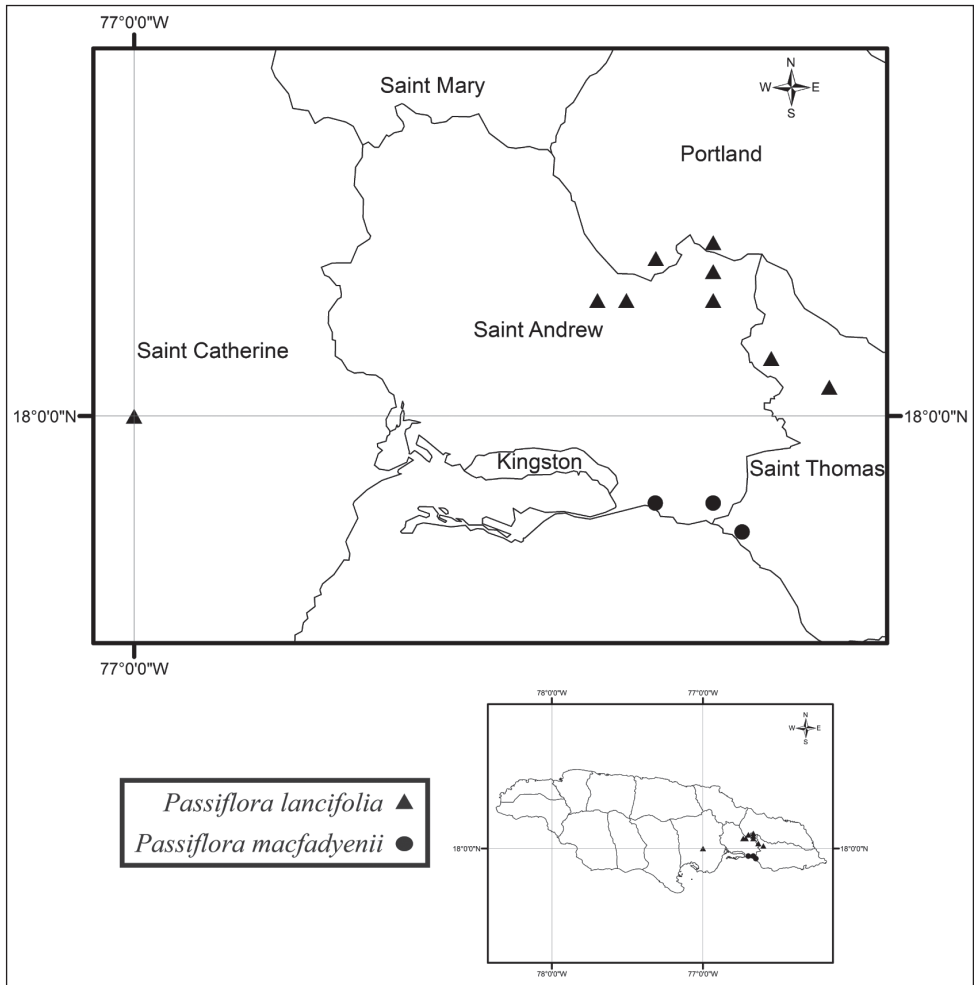 77°0'0"W
N
W E
S
Saint Mary
Portland
Saint Andrew
Saint Catherine
18°0'0"N 18°0'0"N
Kingston
Saint Thomas
77°0'0"W
78°0'0"W 77°0'0"W
N
W E
S
Passiflora lancifolia
Passiflora macfadyenii
18°0'0"N 18°0'0"N
78°0'0"W 77°0'0"W